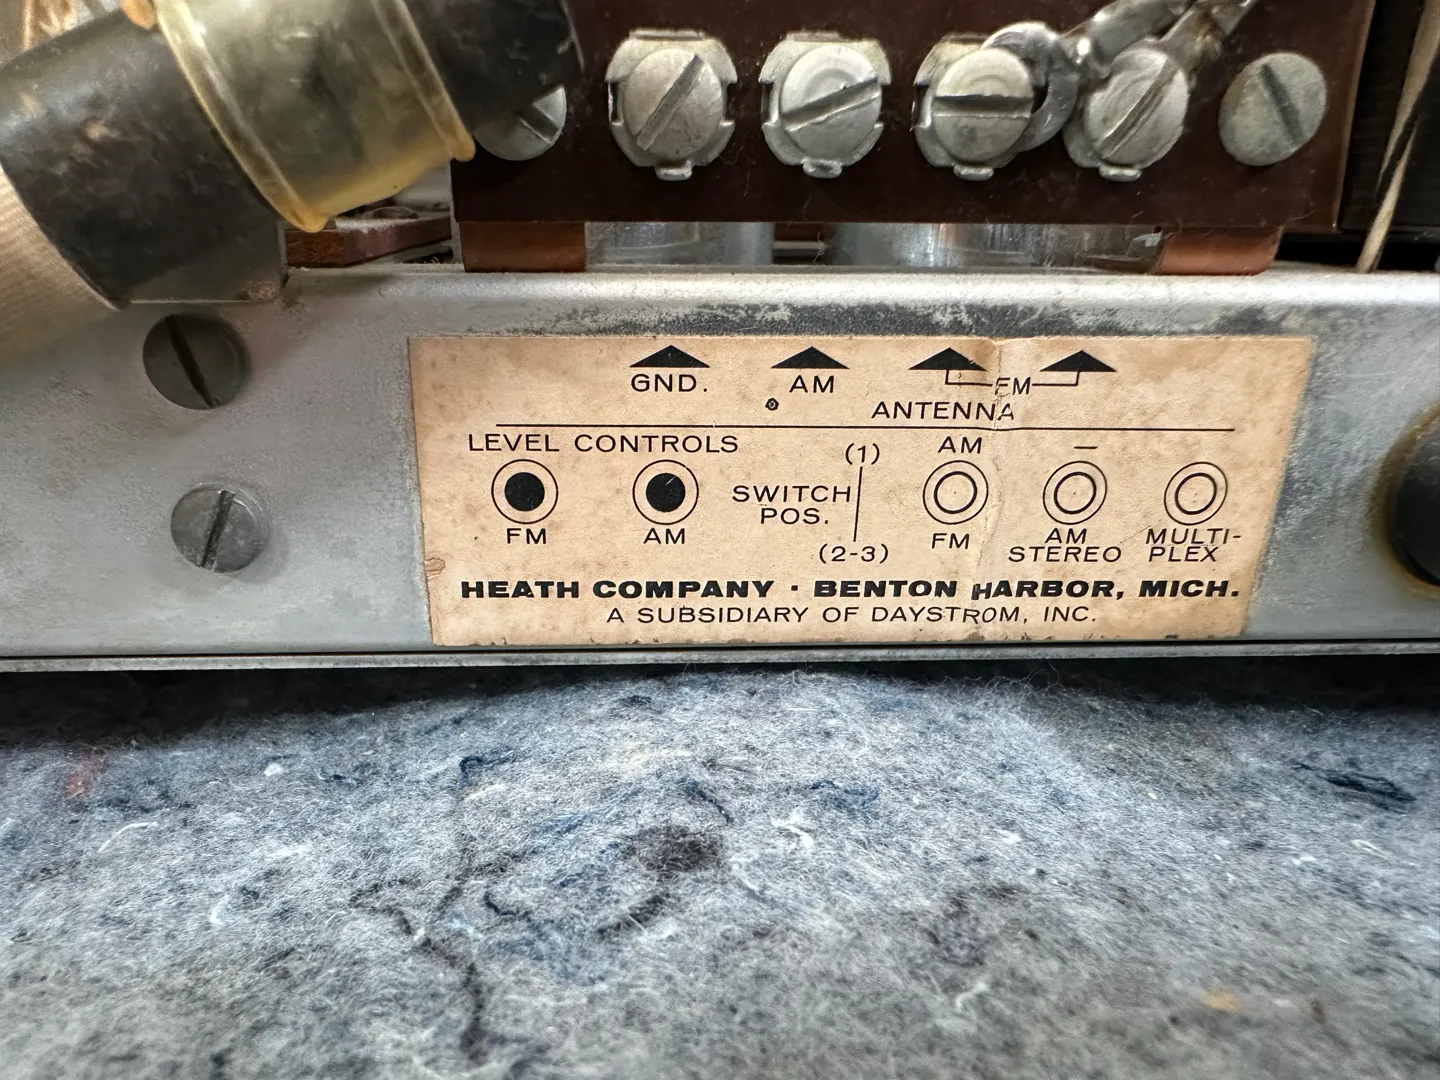 GND. AM FM
ANTENNA
LEVEL CONTROLS (1) AM –
SWITCH
POS.
FM AM (2-3) FM AM STEREO MULTI-PLEX
HEATH COMPANY · BENTON HARBOR, MICH.
A SUBSIDIARY OF DAYSTROM, INC.